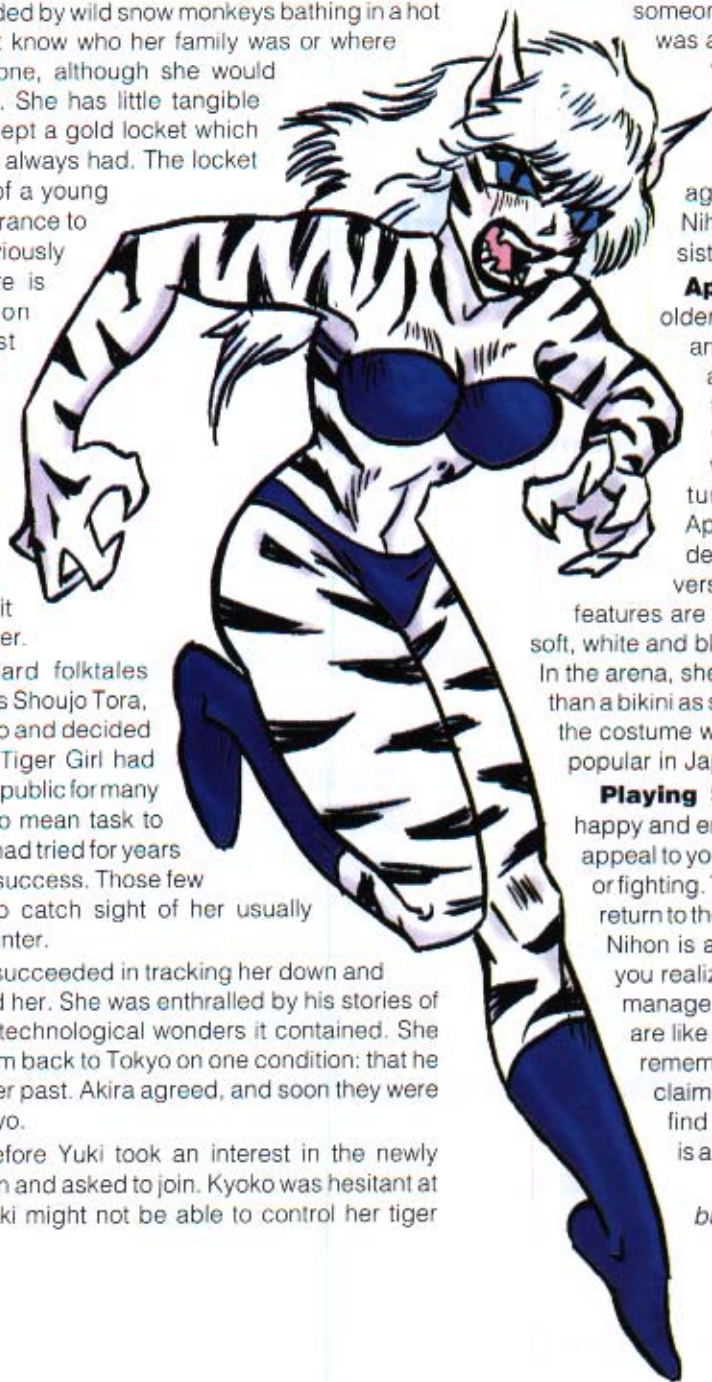 ded by wild snow monkeys bathing in a hot
know who her family was or where
one, although she would
. She has little tangible
ept a gold locket which
always had. The locket
of a young
rance to
viously
re is
on
st
it
er.
ard folktales
s Shoujo Tora,
o and decided
Tiger Girl had
public for many
o mean task to
had tried for years
success. Those few
o catch sight of her usually
nter.
succeeded in tracking her down and
d her. She was enthralled by his stories of
technological wonders it contained. She
m back to Tokyo on one condition: that he
er past. Akira agreed, and soon they were
yo.
efore Yuki took an interest in the newly
n and asked to join. Kyoko was hesitant at
ki might not be able to control her tiger
someon
was a
ag
Nih
sist
Ap
older
an
a
tu
Ap
de
vers
features are
soft, white and bl
In the arena, she
than a bikini as s
the costume w
popular in Jap
Playing
happy and en
appeal to yo
or fighting. T
return to the
Nihon is a
you realiz
manage
are like
remem
claim
find
is a
b